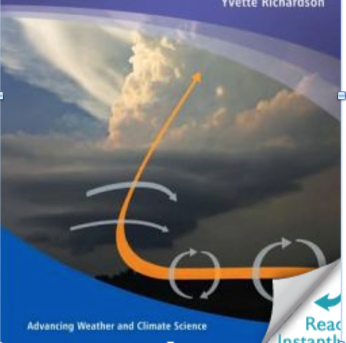 Yvette Richardson
Advancing Weather and Climate Science
Read
Instantly